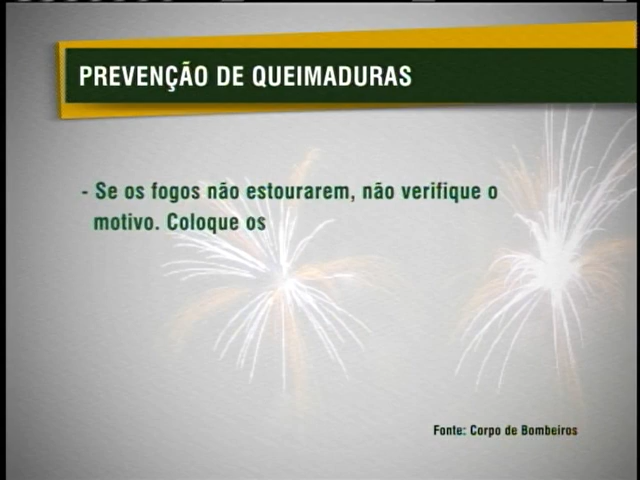 PREVENÇÃO DE QUEIMADURAS
- Se os fogos não estourarem, não verifique o
motivo. Coloque os
Fonte: Corpo de Bombeiros